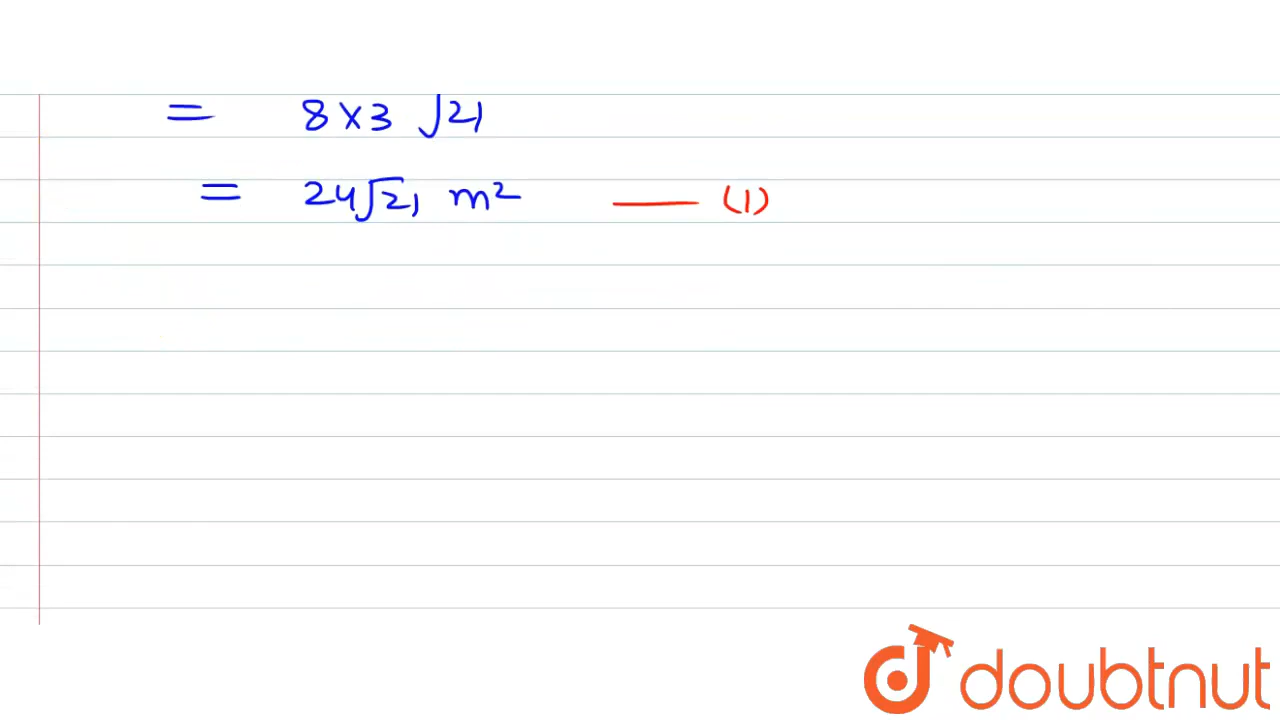 = 8×3 √21
= 24√21 m² — (1)
doubtnut